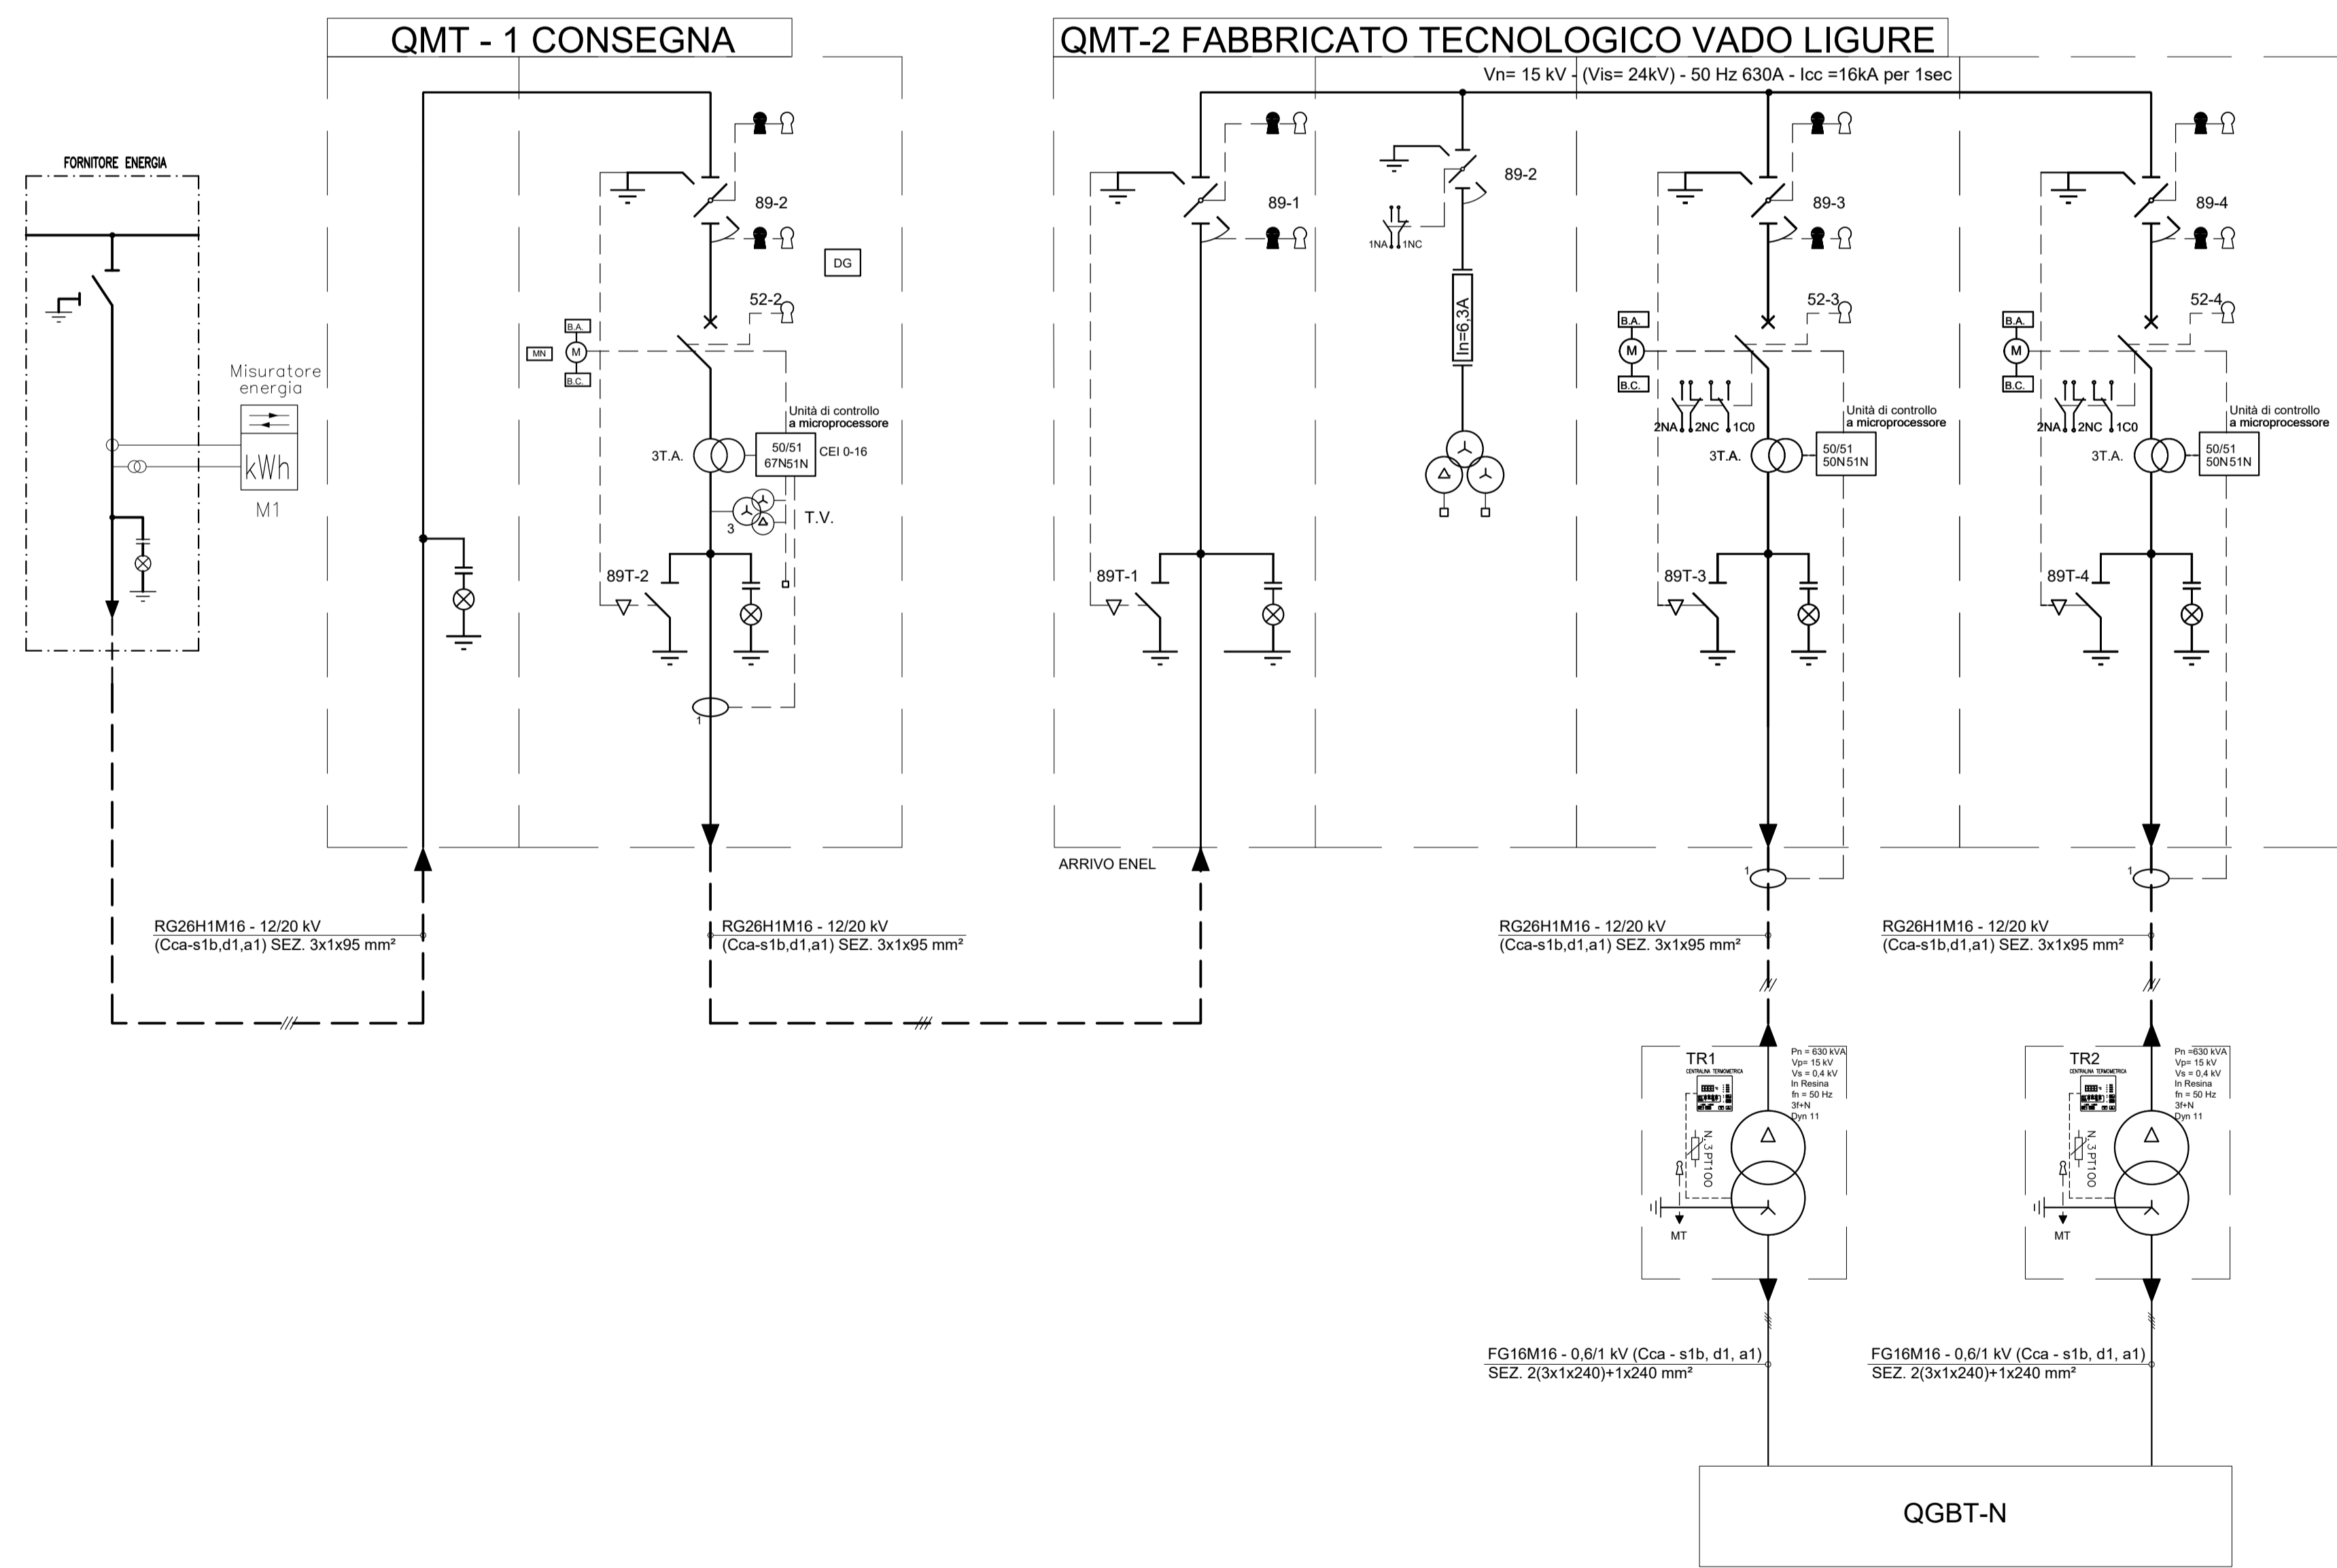 QMT - 1 CONSEGNA
QMT-2 FABBRICATO TECNOLOGICO VADO LIGURE
Vn= 15 kV - (Vis= 24kV) - 50 Hz 630A - Icc =16kA per 1sec
FORNITORE ENERGIA
Misuratore
energia
kWh
M1
89-2
DG
52-2
B.A.
MN
M
B.C.
Unità di controllo
a microprocessore
3T.A.
50/51
67N51N
CEI 0-16
3
T.V.
89T-2
1
89-1
89T-1
ARRIVO ENEL
89-2
1NA
1NC
In=6,3A
89-3
52-3
B.A.
M
B.C.
2NA
2NC
1C0
Unità di controllo
a microprocessore
3T.A.
50/51
50N51N
89T-3
1
89-4
52-4
B.A.
M
B.C.
2NA
2NC
1C0
Unità di controllo
a microprocessore
3T.A.
50/51
50N51N
89T-4
1
RG26H1M16 - 12/20 kV
(Cca-s1b,d1,a1) SEZ. 3x1x95 mm²
RG26H1M16 - 12/20 kV
(Cca-s1b,d1,a1) SEZ. 3x1x95 mm²
RG26H1M16 - 12/20 kV
(Cca-s1b,d1,a1) SEZ. 3x1x95 mm²
RG26H1M16 - 12/20 kV
(Cca-s1b,d1,a1) SEZ. 3x1x95 mm²
TR1
CENTRALINA TERMOMETRICA
Pn = 630 kVA
Vp= 15 kV
Vs = 0,4 kV
In Resina
fn = 50 Hz
3f+N
Dyn 11
N. 3 PT100
MT
TR2
CENTRALINA TERMOMETRICA
Pn =630 kVA
Vp= 15 kV
Vs = 0,4 kV
In Resina
fn = 50 Hz
3f+N
Dyn 11
N. 3 PT100
MT
FG16M16 - 0,6/1 kV (Cca - s1b, d1, a1)
SEZ. 2(3x1x240)+1x240 mm²
FG16M16 - 0,6/1 kV (Cca - s1b, d1, a1)
SEZ. 2(3x1x240)+1x240 mm²
QGBT-N